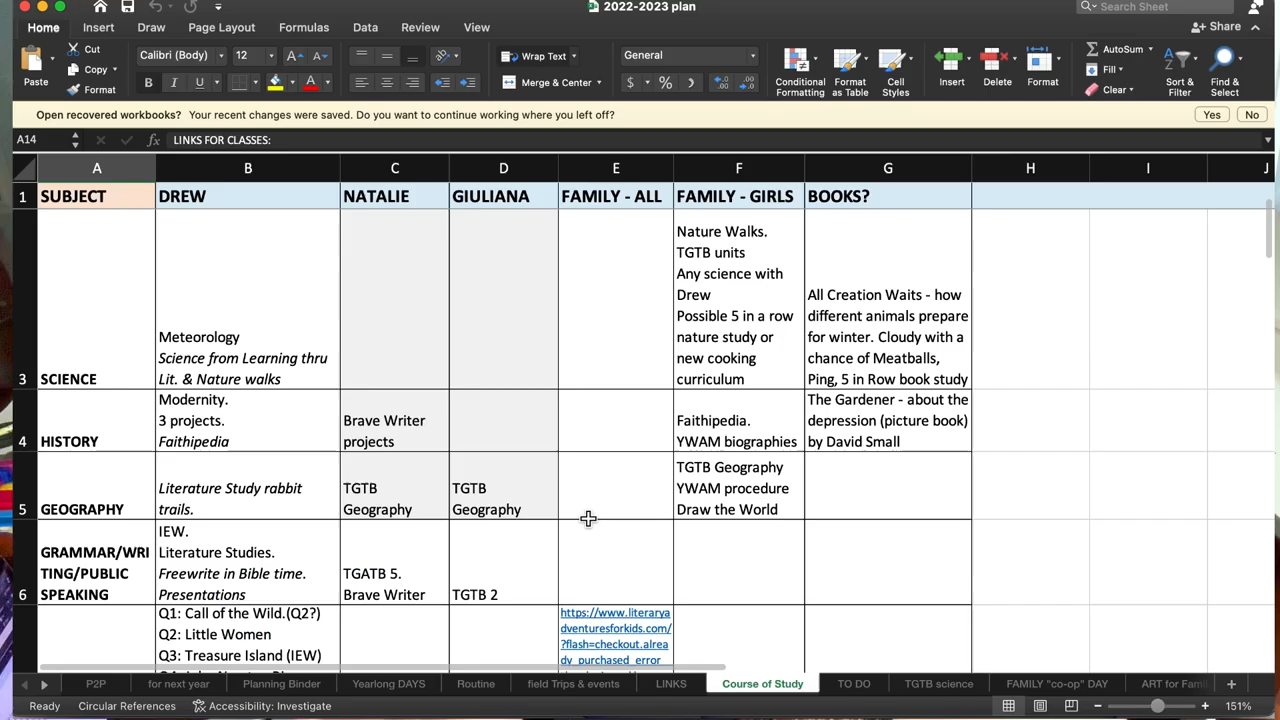 2022-2023 plan
Search Sheet
Home Insert Draw Page Layout Formulas Data Review View
Share
Paste
Cut
Copy
Format
Calibri (Body) 12
B I U
Wrap Text
Merge & Center
General
$ %
Conditional Formatting
Format as Table
Cell Styles
Insert
Delete
Format
AutoSum
Fill
Clear
Sort & Filter
Find & Select
Open recovered workbooks? Your recent changes were saved. Do you want to continue working where you left off? Yes No
A14 fx LINKS FOR CLASSES:
A B C D E F G H I J
1 SUBJECT DREW NATALIE GIULIANA FAMILY - ALL FAMILY - GIRLS BOOKS?
3 SCIENCE
Meteorology
Science from Learning thru
Lit. & Nature walks
Nature Walks.
TGTB units
Any science with
Drew
Possible 5 in a row
nature study or
new cooking
curriculum
All Creation Waits - how
different animals prepare
for winter. Cloudy with a
chance of Meatballs,
Ping, 5 in Row book study
4 HISTORY
Modernity.
3 projects.
Faithipedia
Brave Writer
projects
Faithipedia.
YWAM biographies
The Gardener - about the
depression (picture book)
by David Small
5 GEOGRAPHY
Literature Study rabbit
trails.
TGTB
Geography
TGTB
Geography
TGTB Geography
YWAM procedure
Draw the World
6 GRAMMAR/WRI
TING/PUBLIC
SPEAKING
IEW.
Literature Studies.
Freewrite in Bible time.
Presentations
TGATB 5.
Brave Writer
TGTB 2
Q1: Call of the Wild.(Q2?)
Q2: Little Women
Q3: Treasure Island (IEW)
https://www.literarya
dventuresforkids.com/
?flash=checkout.alrea
dy_purchased_error
P2P for next year Planning Binder Yearlong DAYS Routine field Trips & events LINKS Course of Study TO DO TGTB science FAMILY "co-op" DAY ART for Fami
Ready Circular References Accessibility: Investigate 151%